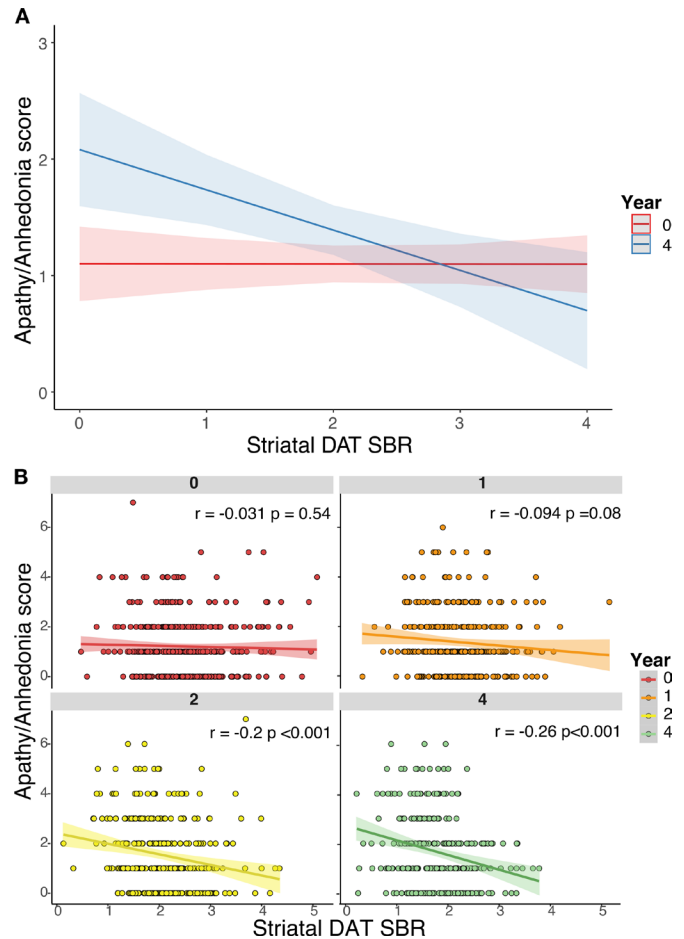 A
3
2
1
0
Apathy/Anhedonia score
0 1 2 3 4
Striatal DAT SBR
Year
0
4
B
0
r = -0.031 p = 0.54
1
r = -0.094 p =0.08
2
r = -0.2 p <0.001
4
r = -0.26 p<0.001
6
4
2
0
6
4
2
0
Apathy/Anhedonia score
0 1 2 3 4 5
0 1 2 3 4 5
Striatal DAT SBR
Year
0
1
2
4